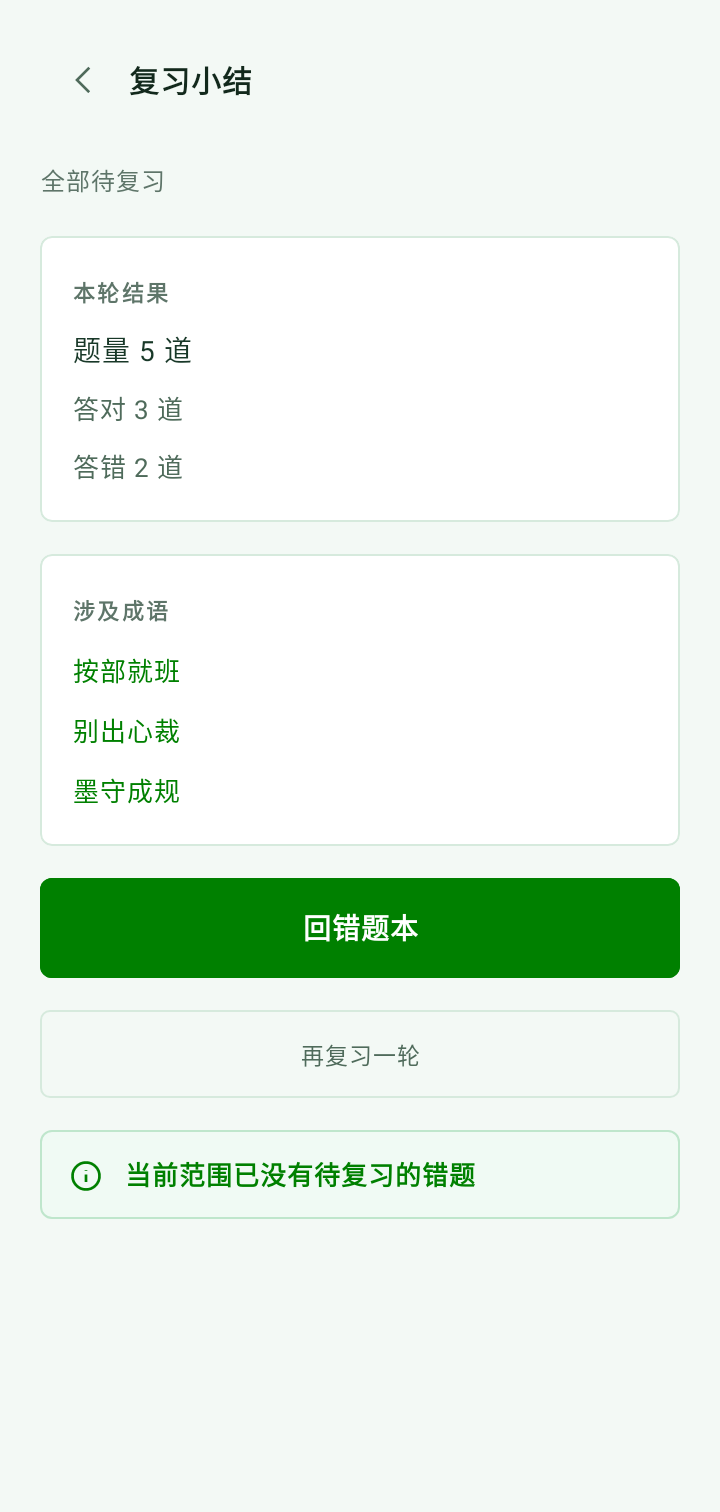 复习小结
全部待复习
本轮结果
题量 5 道
答对 3 道
答错 2 道
涉及成语
按部就班
别出心裁
墨守成规
回错题本
再复习一轮
当前范围已没有待复习的错题